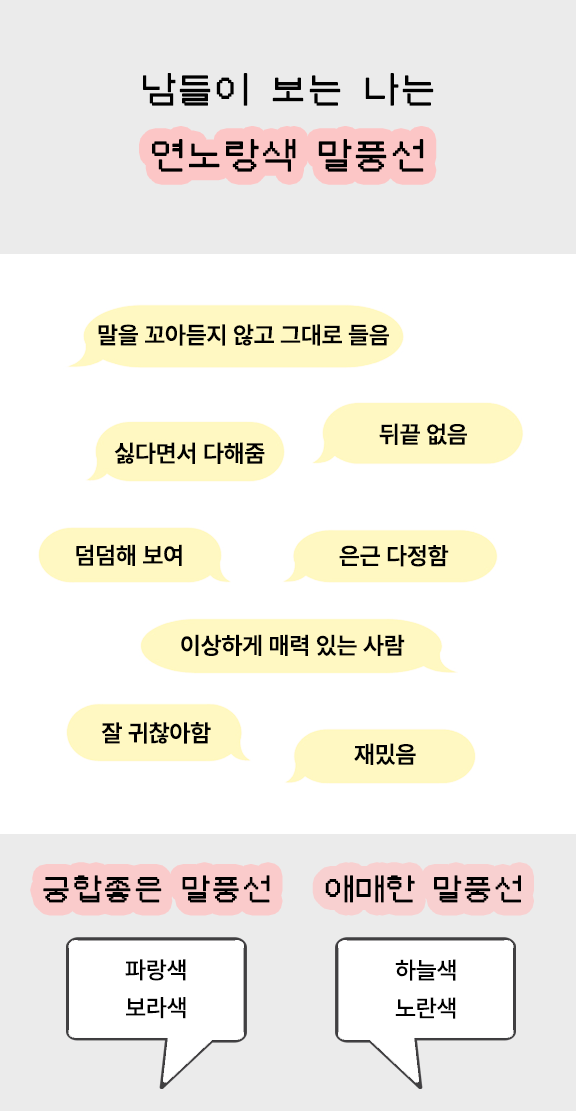 남들이 보는 나는
연노랑색 말풍선
말을 꼬아듣지 않고 그대로 들음
싫다면서 다해줌
뒤끝 없음
덤덤해 보여
은근 다정함
이상하게 매력 있는 사람
잘 귀찮아함
재밌음
궁합좋은 말풍선
애매한 말풍선
파랑색
보라색
하늘색
노란색